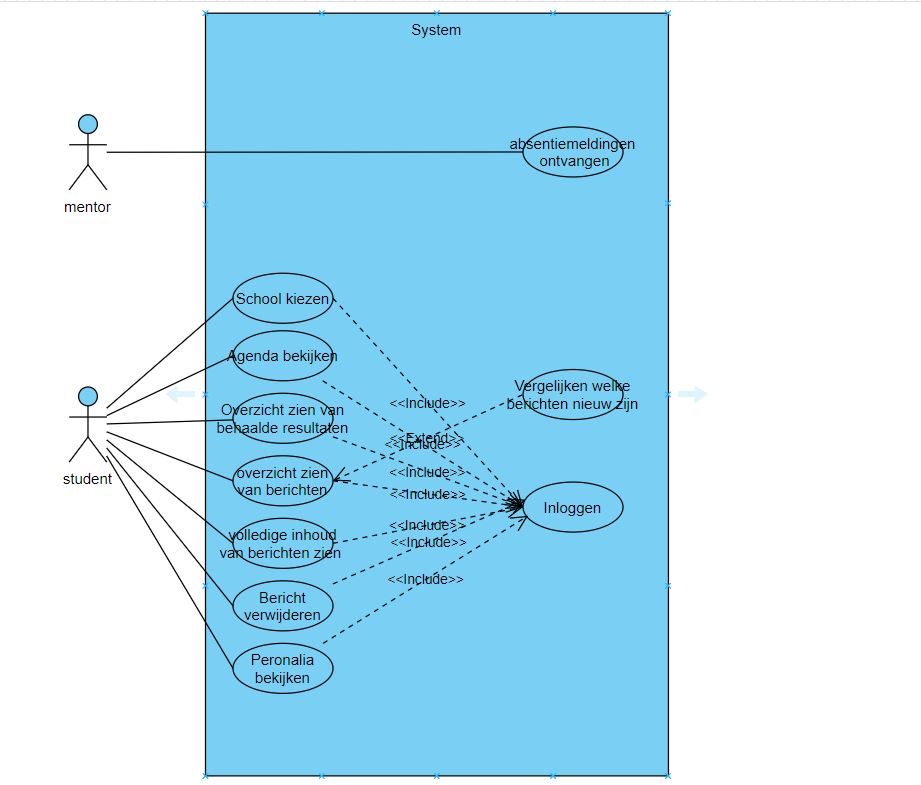 System
absentiemeldingen
ontvangen
mentor
School kiezen
Agenda bekijken
Vergelijken welke
berichten nieuw zijn
<<Include>>
Overzicht zien van
behaalde resultaten
<<Extend>>
<<Include>>
student
overzicht zien
van berichten
<<Include>>
<<Include>>
Inloggen
volledige inhoud
van berichten zien
<<Include>>
<<Include>>
<<Include>>
Bericht
verwijderen
Peronalia
bekijken